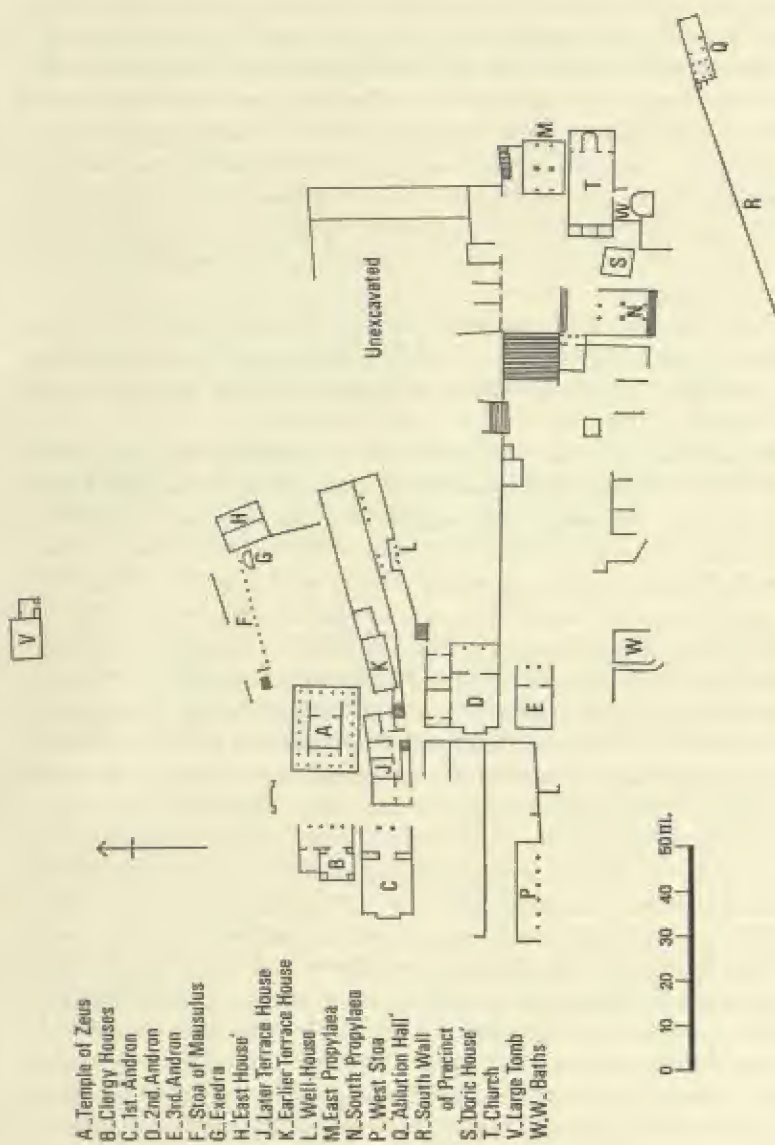 A_Temple of Zeus
B_Clergy Houses
C_1st. Andron
D_2nd. Andron
E_3rd. Andron
F_Stoa of Mausulus
G_Exedra
H_'East House'
J_Later Terrace House
K_Earlier Terrace House
L_Well-House
M_East Propylaea
N_South Propylaea
P_West Stoa
Q_'Ablution Hall'
R_South Wall
of Precinct
S_'Doric House'
T_Church
V_Large Tomb
W,W_Baths
V
H
G
F
A
B
C
J
K
L
D
E
P
W
Unexcavated
M
T
W
S
N
Q
R
0 10 20 30 40 50m.